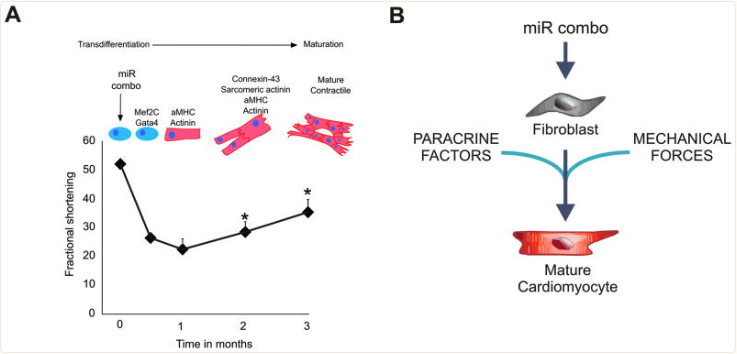 A
Transdifferentiation
Maturation
miR
combo
Mef2C
Gata4
aMHC
Actinin
Connexin-43
Sarcomeric actinin
aMHC
Actinin
Mature
Contractile
60
50
40
30
20
10
0
Fractional shortening
*
*
0
1
2
3
Time in months
B
miR combo
Fibroblast
PARACRINE
FACTORS
MECHANICAL
FORCES
Mature
Cardiomyocyte